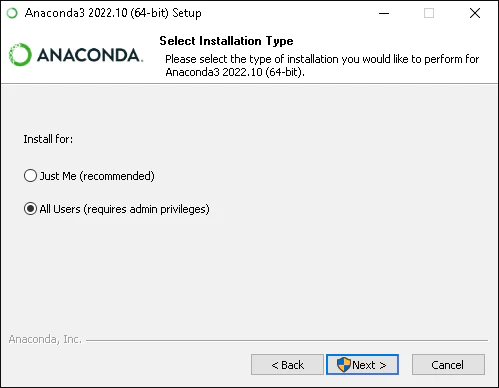 Anaconda3 2022.10 (64-bit) Setup
ANACONDA.
Select Installation Type
Please select the type of installation you would like to perform for
Anaconda3 2022.10 (64-bit).
Install for:
Just Me (recommended)
All Users (requires admin privileges)
Anaconda, Inc.
< Back
Next >
Cancel